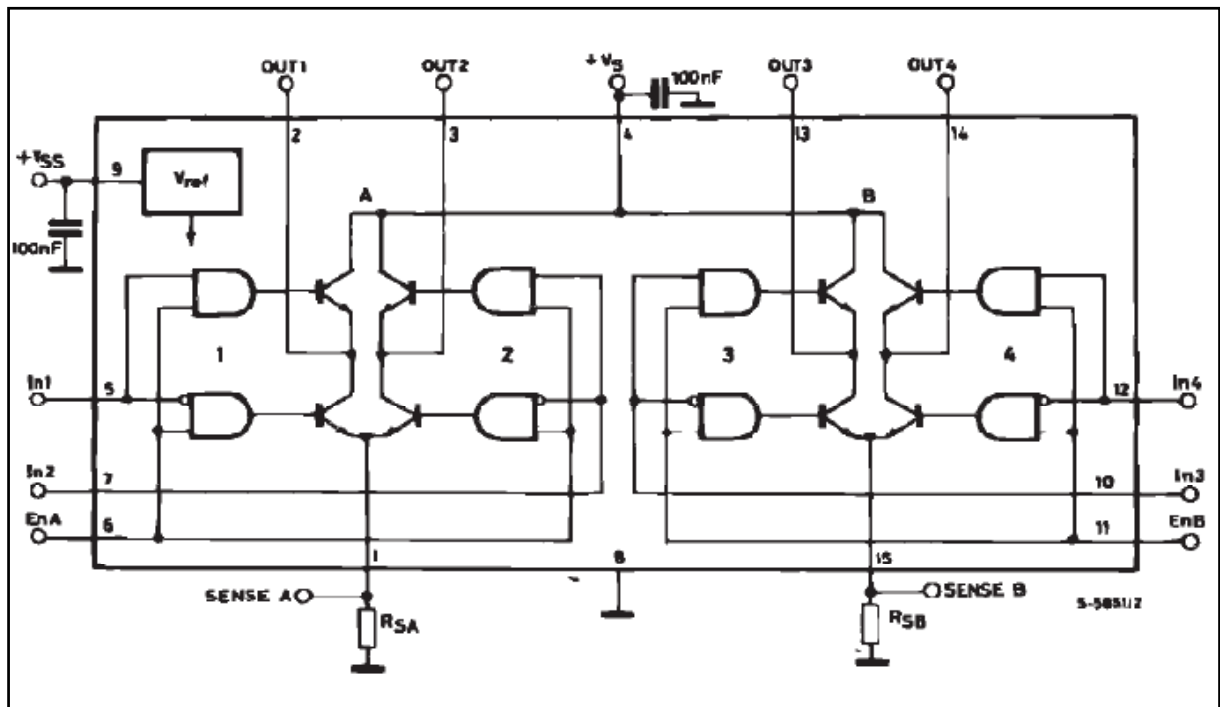 OUT1
OUT2
+VS
100nF
OUT3
OUT4
2
3
4
13
14
+VSS
9
Vref
A
B
100nF
1
2
3
4
In1
5
12
In4
In2
7
10
In3
EnA
6
11
EnB
1
8
15
SENSE A
SENSE B
S-5851/2
RSA
RSB